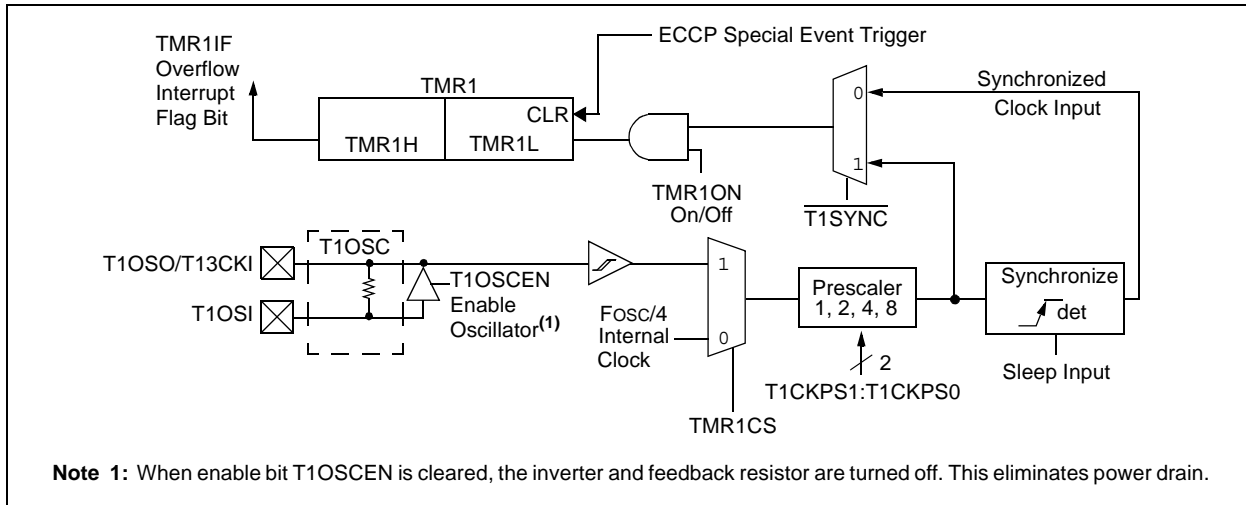 TMR1IF
Overflow
Interrupt
Flag Bit
TMR1
CLR
TMR1H
TMR1L
ECCP Special Event Trigger
TMR1ON
On/Off
0
1
T1SYNC
Synchronized
Clock Input
T1OSO/T13CKI
T1OSI
T1OSC
T1OSCEN
Enable
Oscillator(1)
FOSC/4
Internal
Clock
1
0
TMR1CS
Prescaler
1, 2, 4, 8
2
T1CKPS1:T1CKPS0
Synchronize
det
Sleep Input
Note 1: When enable bit T1OSCEN is cleared, the inverter and feedback resistor are turned off. This eliminates power drain.